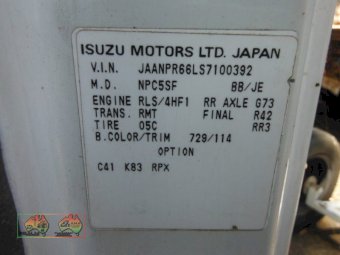 ISUZU MOTORS LTD. JAPAN
V.I.N. JAANPR66LS7100392
M.D. NPC5SF BB/JE
ENGINE RLS/4HF1 RR AXLE G73
TRANS. RMT FINAL R42
TIRE 05C RR3
B.COLOR/TRIM 729/114
OPTION
C41 K83 RPX